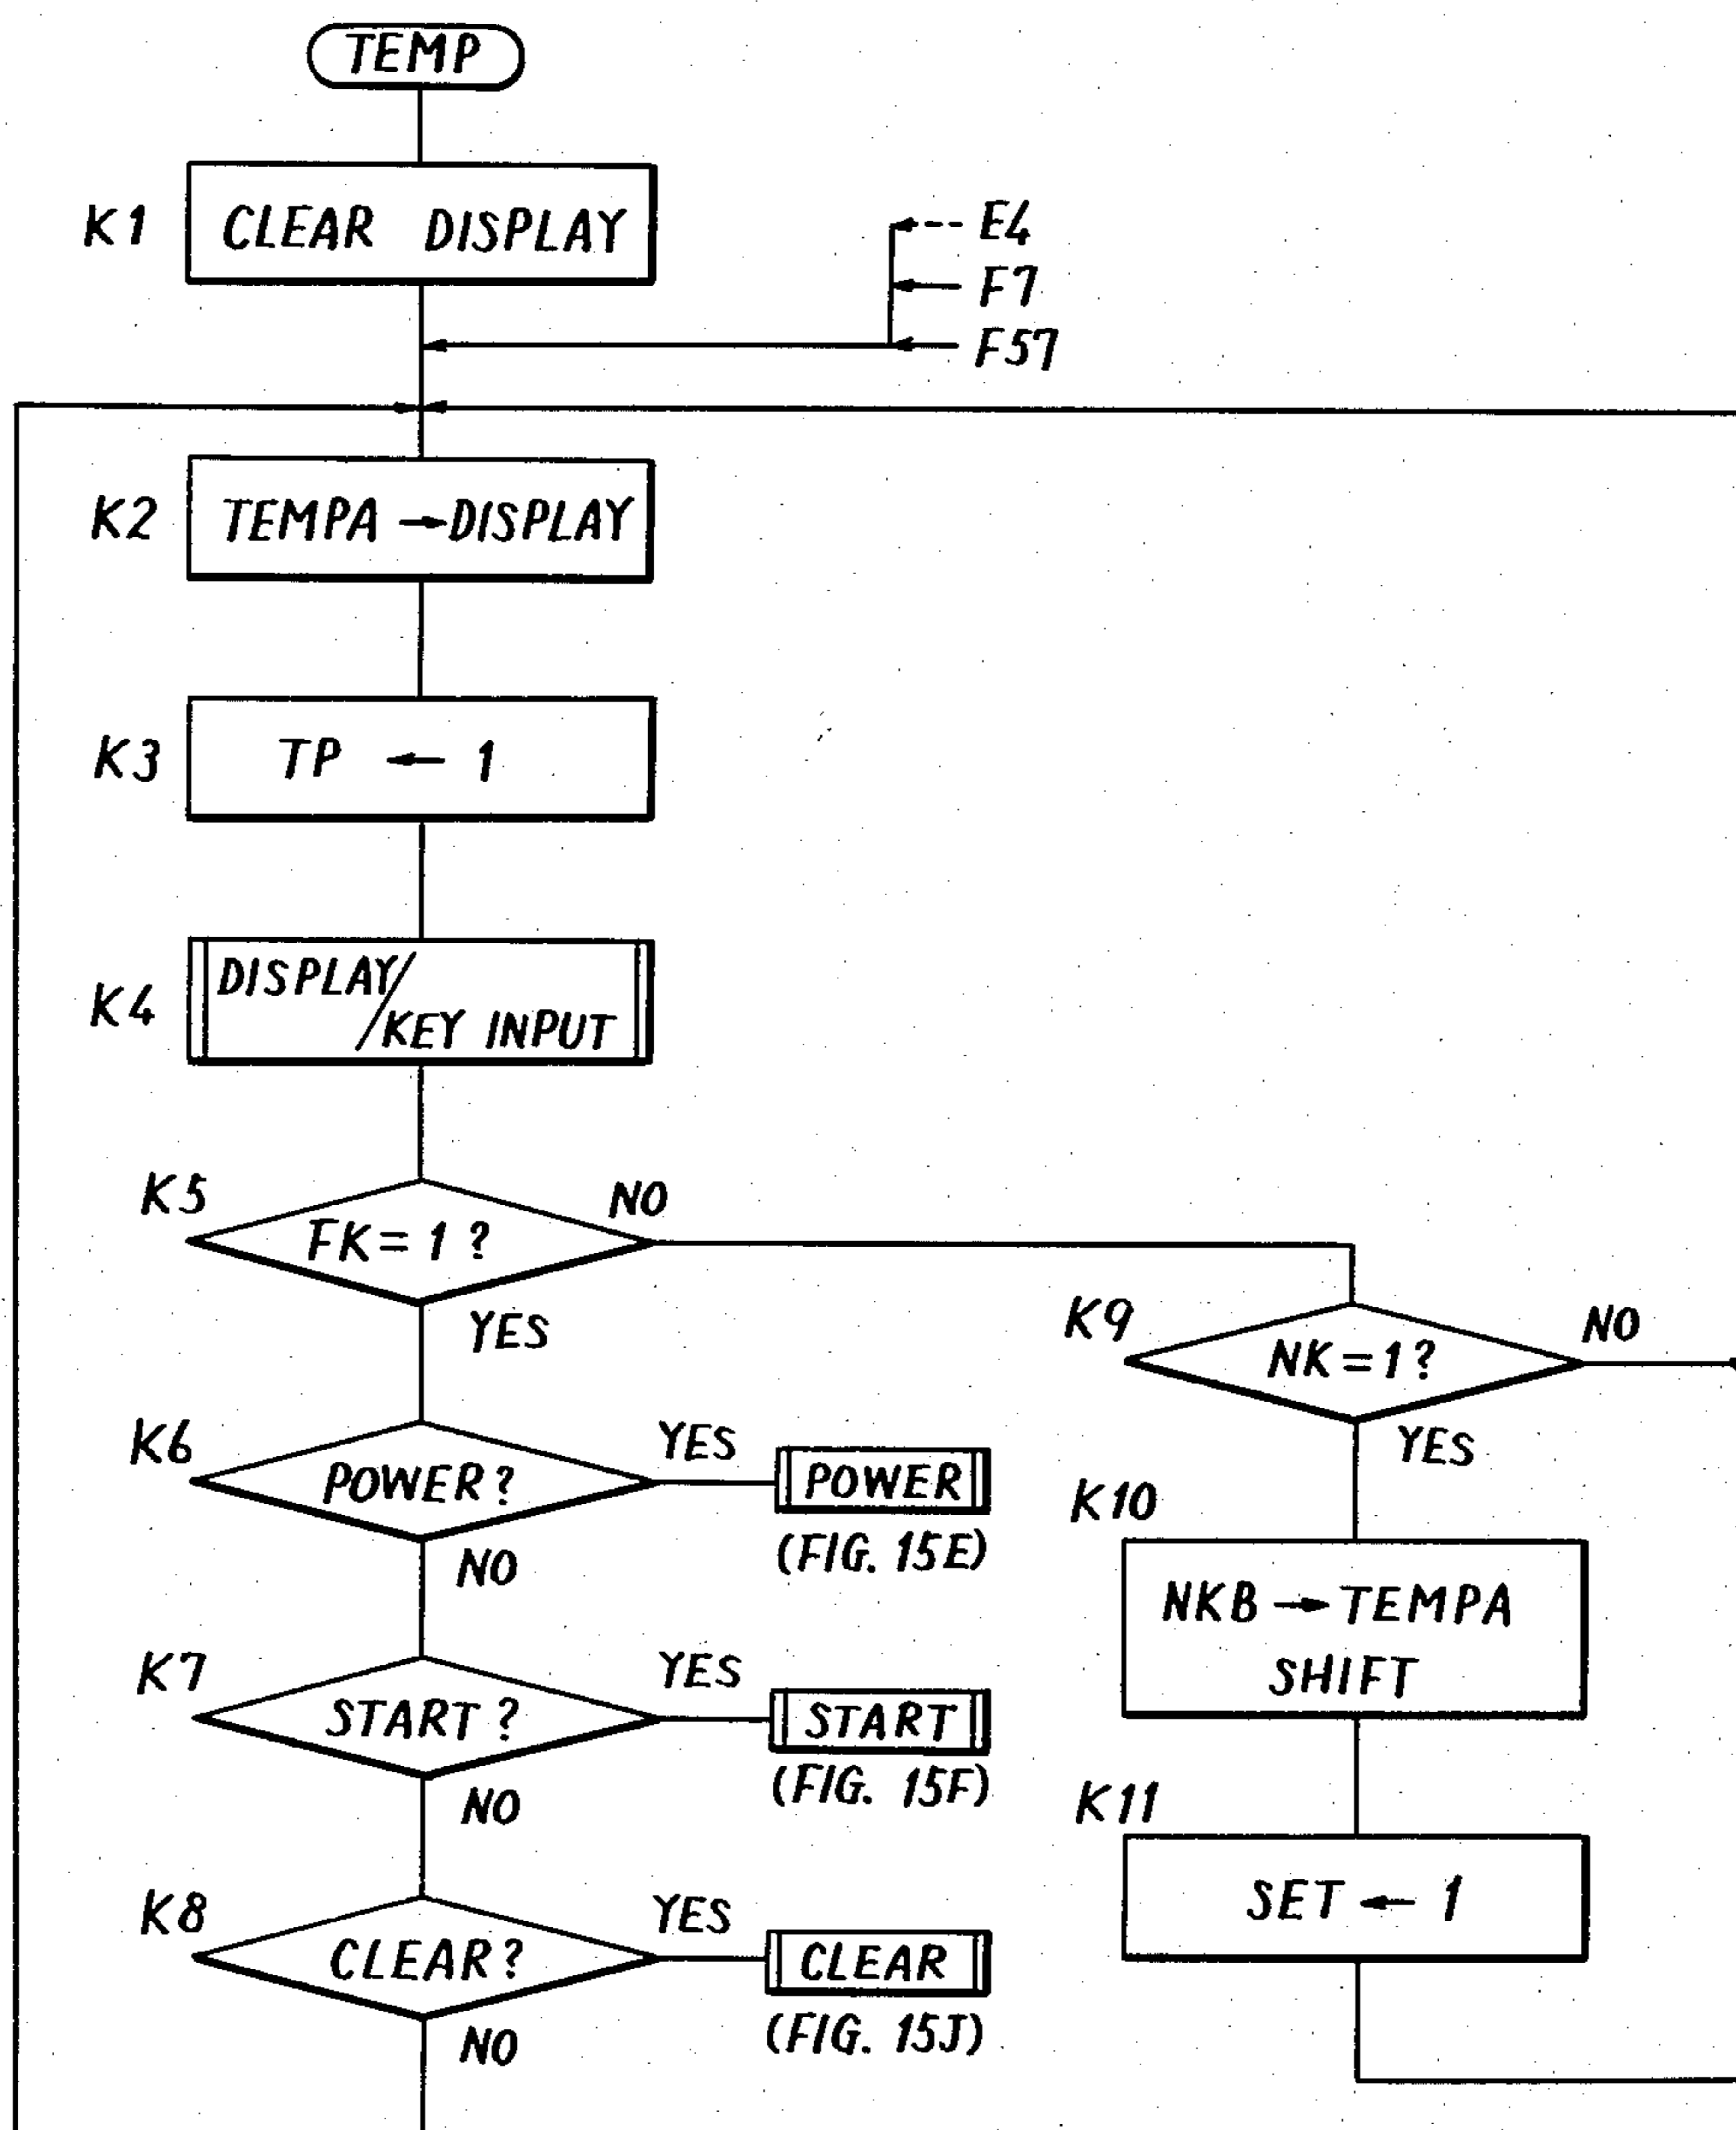 TEMP
K1
CLEAR DISPLAY
E4
F7
F57
K2
TEMPA → DISPLAY
K3
TP ← 1
K4
DISPLAY/
KEY INPUT
K5
FK = 1 ?
NO
YES
K9
NK = 1 ?
NO
YES
K6
POWER ?
YES
POWER
(FIG. 15E)
NO
K10
NKB → TEMPA
SHIFT
K7
START ?
YES
START
(FIG. 15F)
NO
K11
SET ← 1
K8
CLEAR ?
YES
CLEAR
(FIG. 15J)
NO